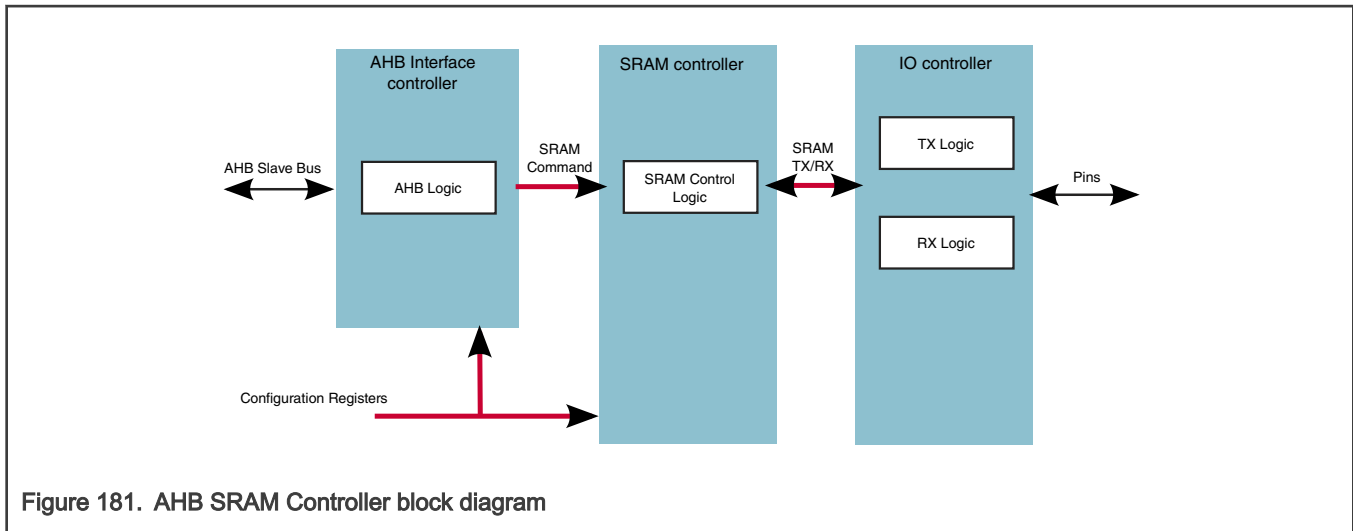 AHB Interface
controller
SRAM controller
IO controller
AHB Slave Bus
AHB Logic
SRAM
Command
SRAM Control
Logic
SRAM
TX/RX
TX Logic
RX Logic
Pins
Configuration Registers
Figure 181. AHB SRAM Controller block diagram